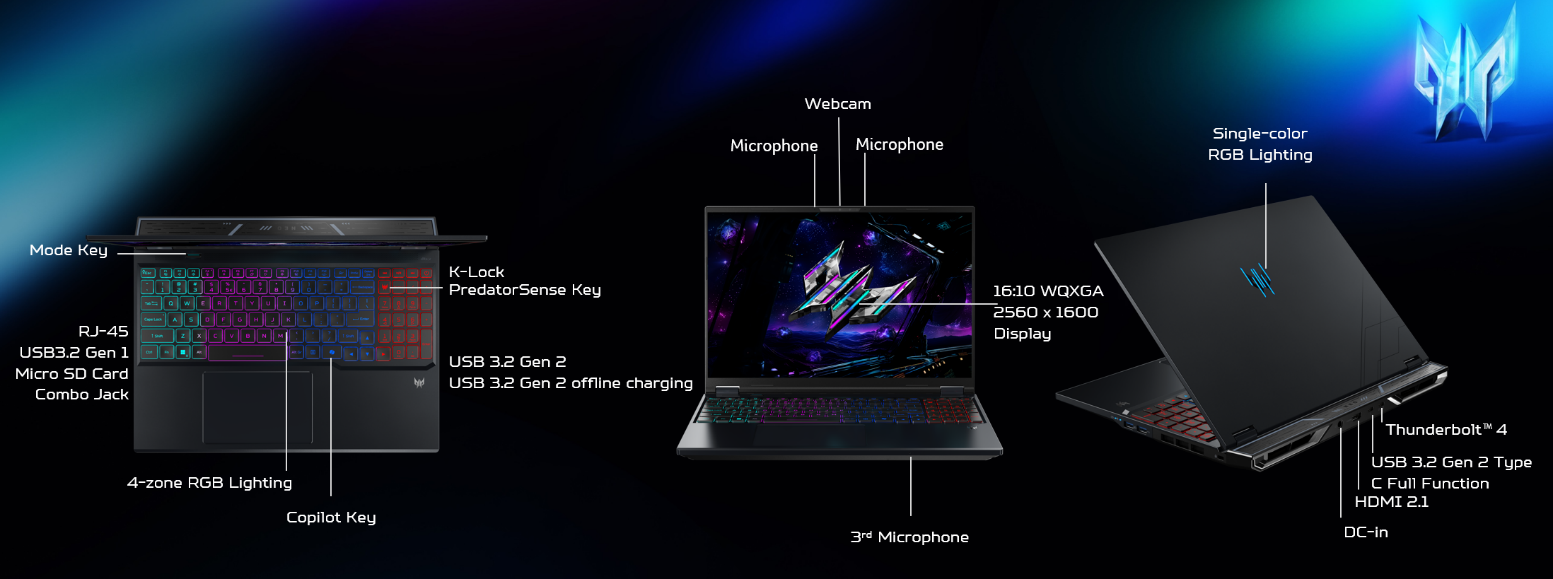 Webcam
Microphone
Microphone
Single-color
RGB Lighting
Mode Key
K-Lock
PredatorSense Key
RJ-45
USB3.2 Gen 1
Micro SD Card
Combo Jack
USB 3.2 Gen 2
USB 3.2 Gen 2 offline charging
4-zone RGB Lighting
Copilot Key
16:10 WQXGA
2560 x 1600
Display
3rd Microphone
Thunderbolt™ 4
USB 3.2 Gen 2 Type
C Full Function
HDMI 2.1
DC-in